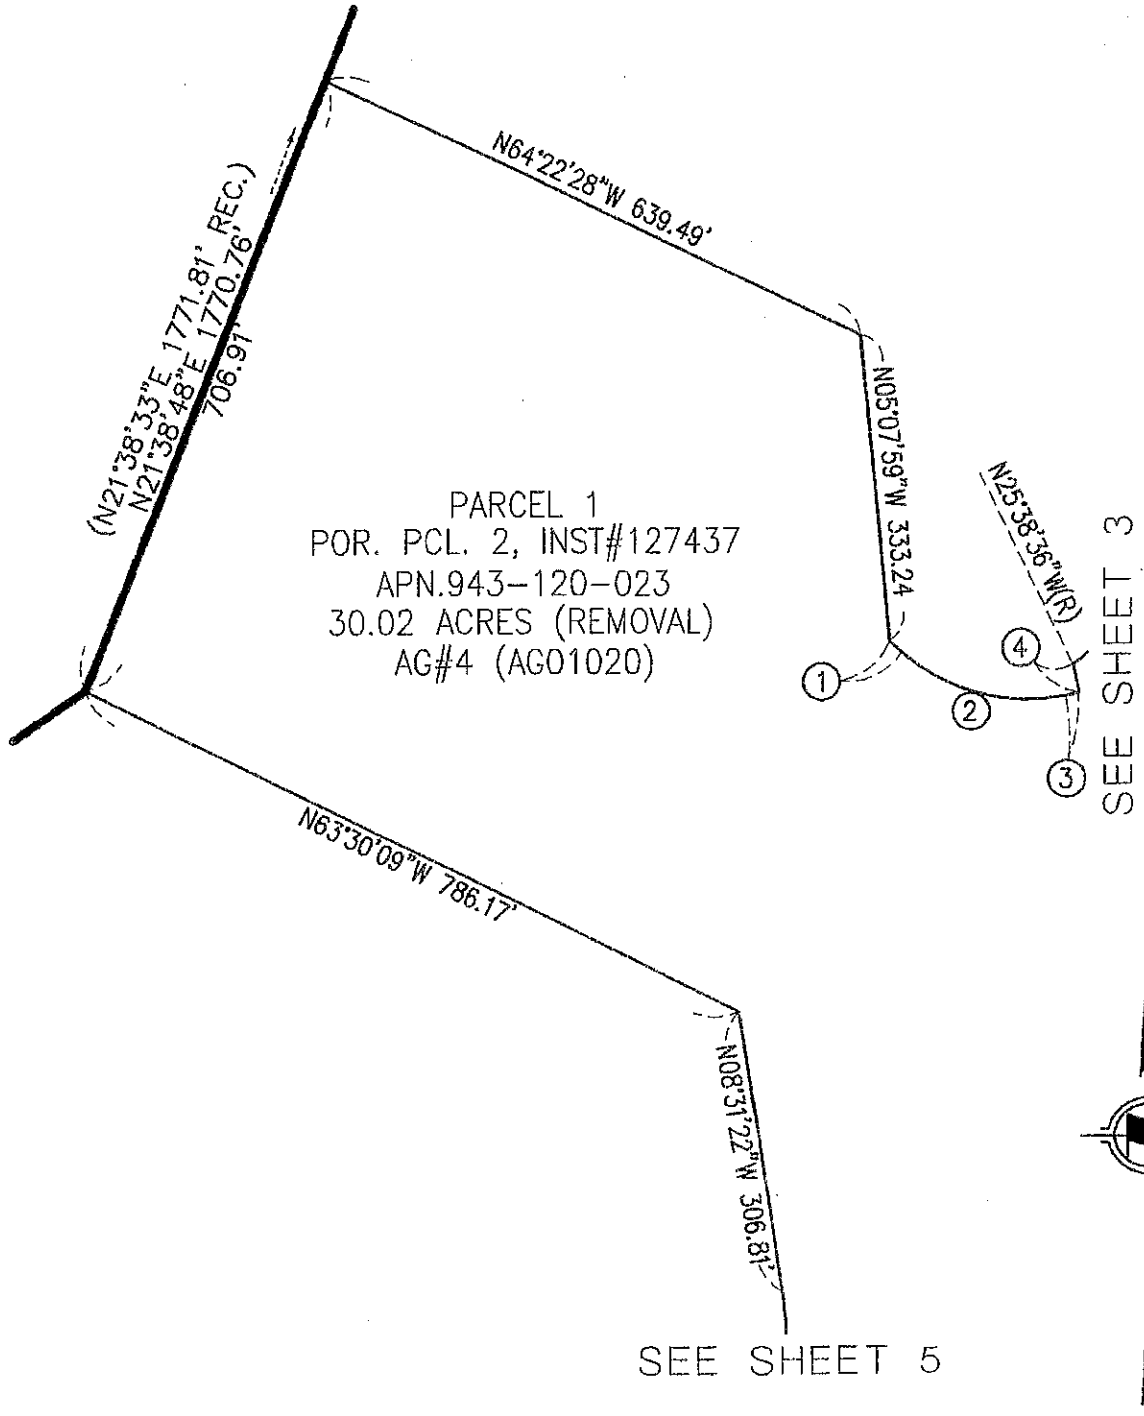 N64°22'28"W 639.49'
(N21°38'33"E 1771.81' REC.)
N21°38'48"E 1770.76'
706.91'
N05°07'59"W 333.24
PARCEL 1
POR. PCL. 2, INST#127437
APN.943-120-023
30.02 ACRES (REMOVAL)
AG#4 (AG01020)
N25°38'36"W(R)
4
1
2
3
SEE SHEET 3
N63°30'09"W 786.17'
N08°31'22"W 306.81'
SEE SHEET 5